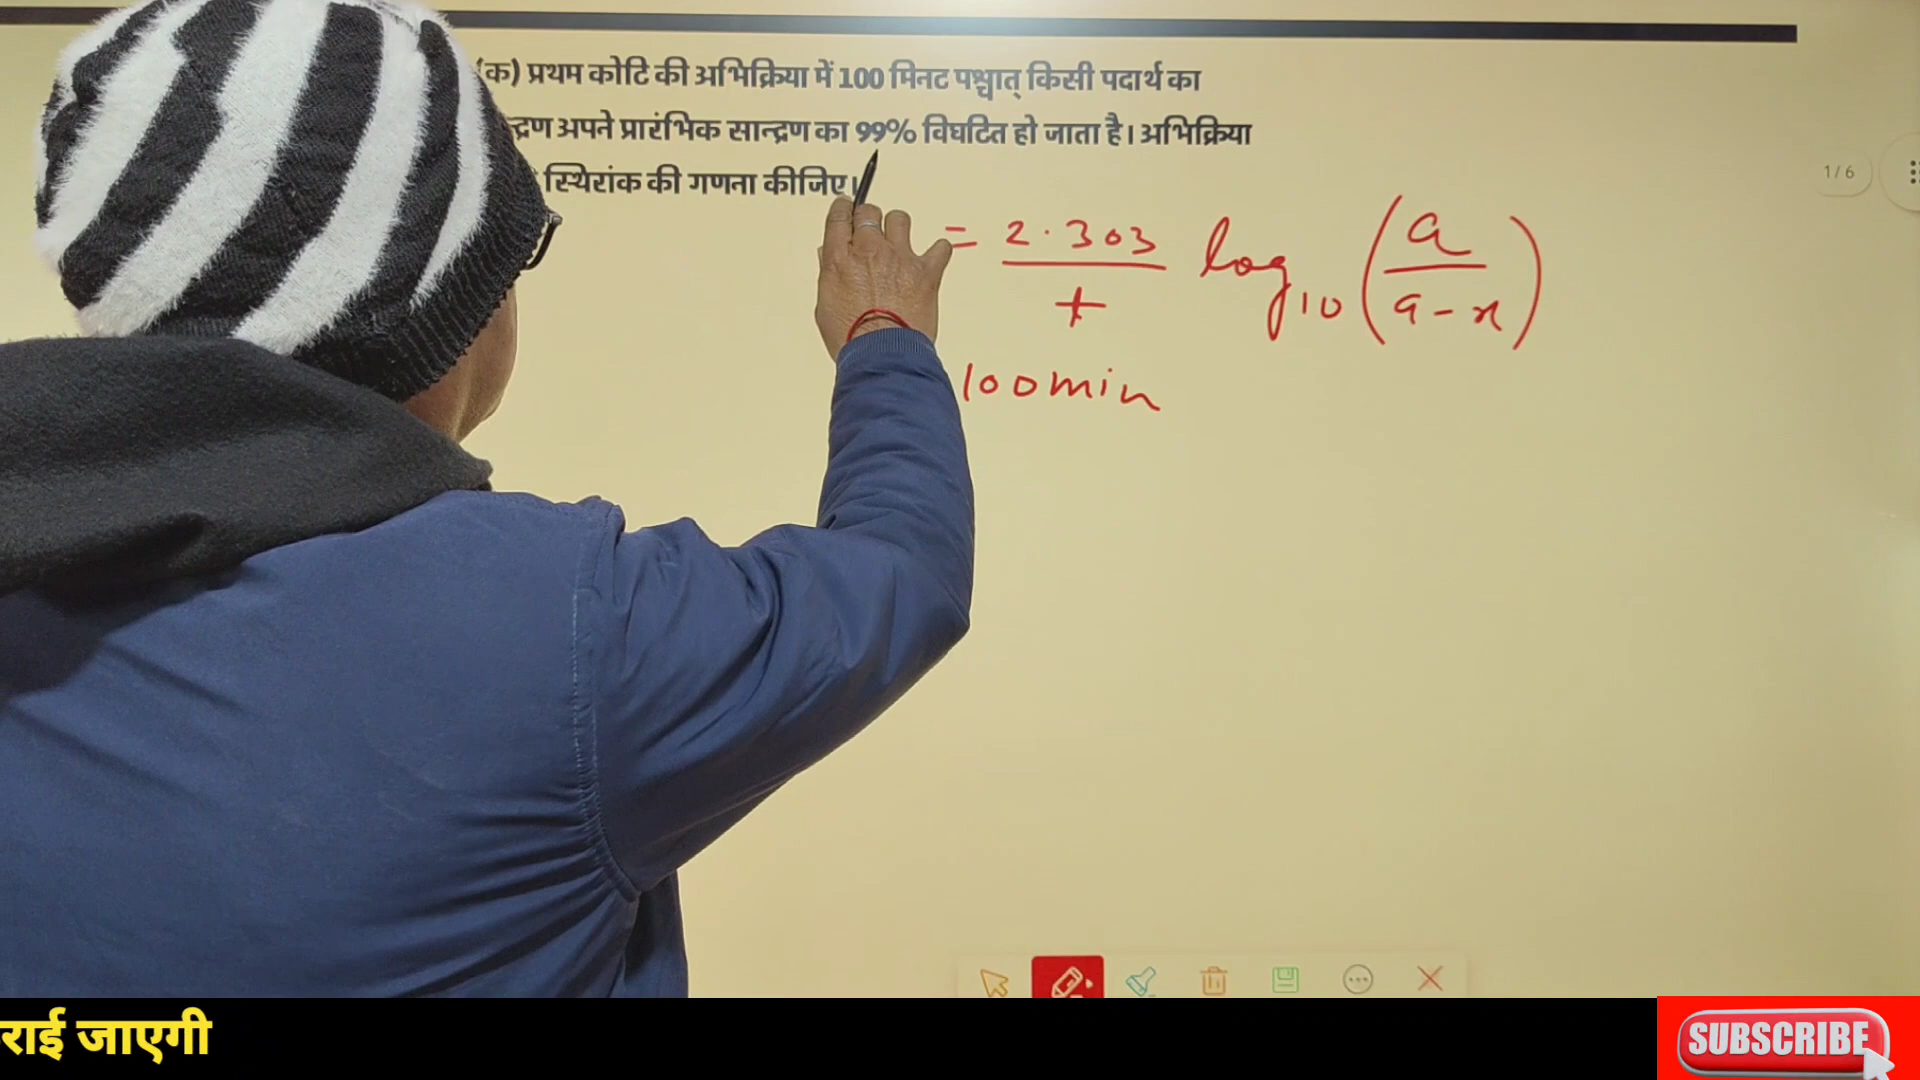 (क) प्रथम कोटि की अभिक्रिया में 100 मिनट पश्चात् किसी पदार्थ का
अपने प्रारंभिक सान्द्रण का 99% विघटित हो जाता है। अभिक्रिया
स्थिरांक की गणना कीजिए।
1/6
= 2.303 / t log10 (a / a-x)
100min
राई जाएगी
SUBSCRIBE